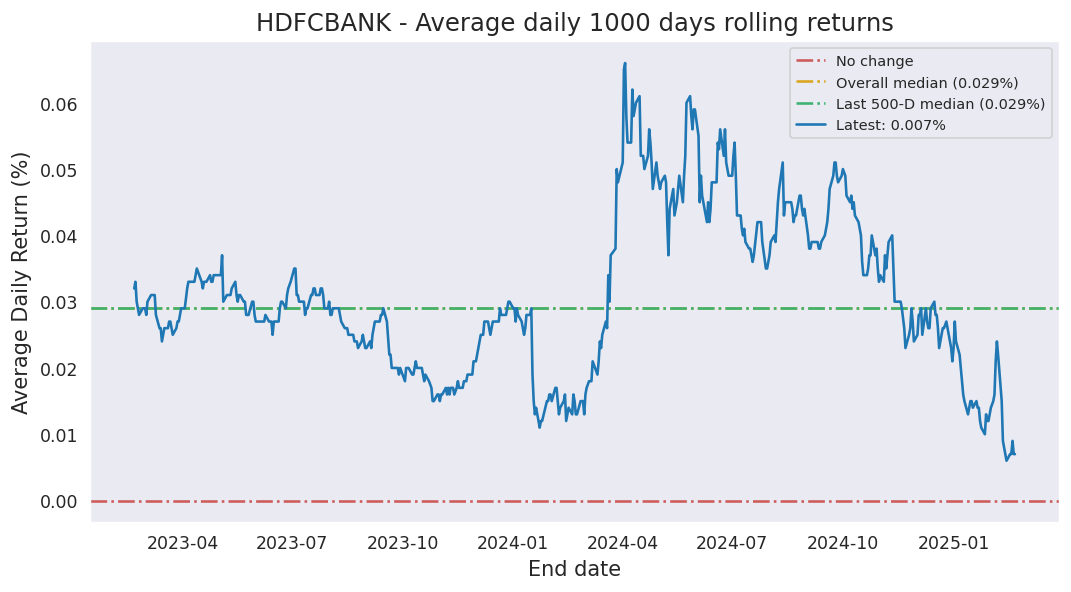 HDFCBANK - Average daily 1000 days rolling returns
No change
Overall median (0.029%)
Last 500-D median (0.029%)
Latest: 0.007%
Average Daily Return (%)
0.06
0.05
0.04
0.03
0.02
0.01
0.00
2023-04 2023-07 2023-10 2024-01 2024-04 2024-07 2024-10 2025-01
End date